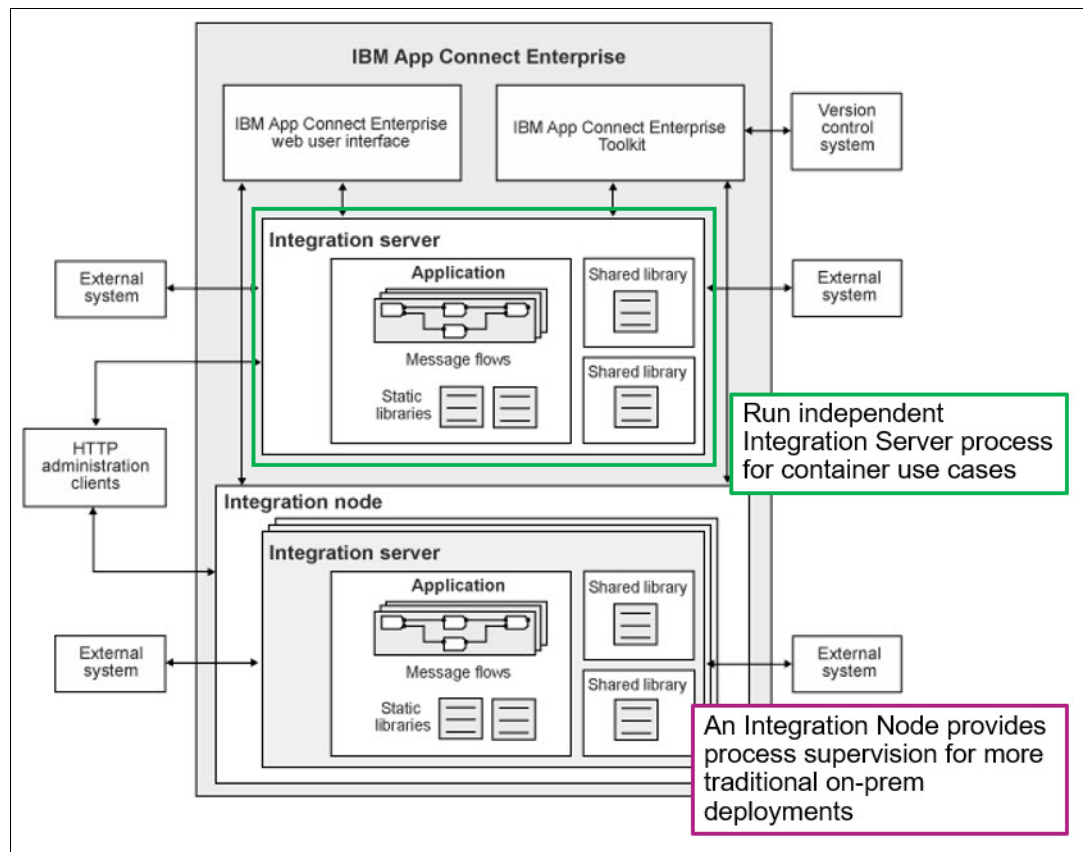 IBM App Connect Enterprise
IBM App Connect Enterprise
web user interface
IBM App Connect Enterprise
Toolkit
Version
control
system
Integration server
External
system
Application
Message flows
Static
libraries
Shared library
Shared library
External
system
HTTP
administration
clients
Run independent
Integration Server process
for container use cases
Integration node
Integration server
External
system
Application
Message flows
Static
libraries
Shared library
Shared library
External
system
An Integration Node provides
process supervision for more
traditional on-prem
deployments